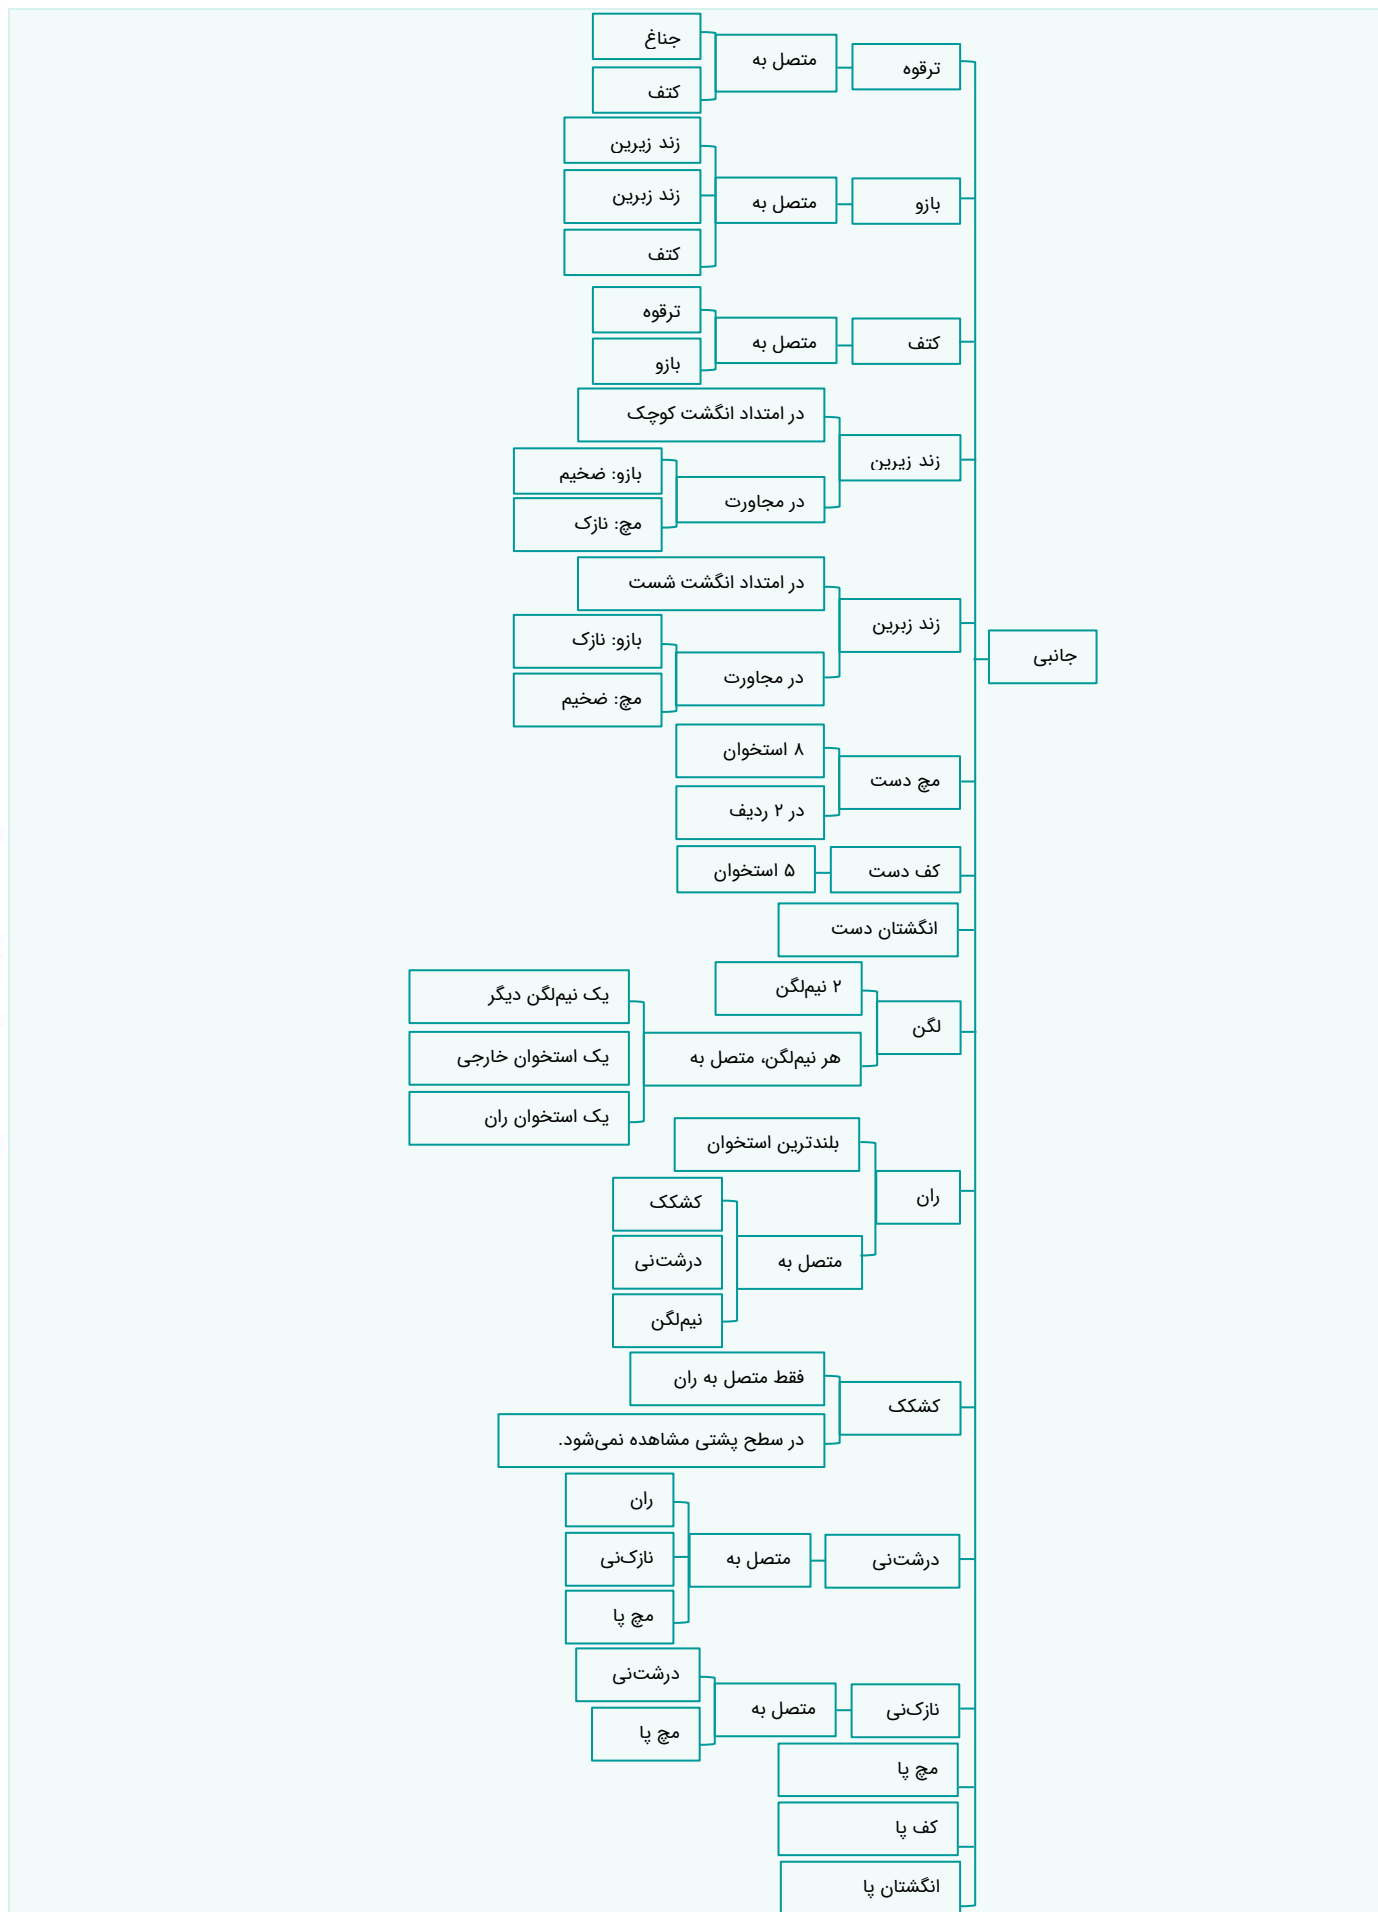 جانبی
ترقوه
متصل به
جناغ
کتف
بازو
متصل به
زند زیرین
زند زبرین
کتف
کتف
متصل به
ترقوه
بازو
زند زیرین
در امتداد انگشت کوچک
در مجاورت
بازو: ضخیم
مچ: نازک
زند زبرین
در امتداد انگشت شست
در مجاورت
بازو: نازک
مچ: ضخیم
مچ دست
۸ استخوان
در ۲ ردیف
کف دست
۵ استخوان
انگشتان دست
لگن
۲ نیم‌لگن
هر نیم‌لگن، متصل به
یک نیم‌لگن دیگر
یک استخوان خارجی
یک استخوان ران
ران
بلندترین استخوان
متصل به
کشکک
درشت‌نی
نیم‌لگن
کشکک
فقط متصل به ران
در سطح پشتی مشاهده نمی‌شود.
درشت‌نی
متصل به
ران
نازک‌نی
مچ پا
نازک‌نی
متصل به
درشت‌نی
مچ پا
مچ پا
کف پا
انگشتان پا